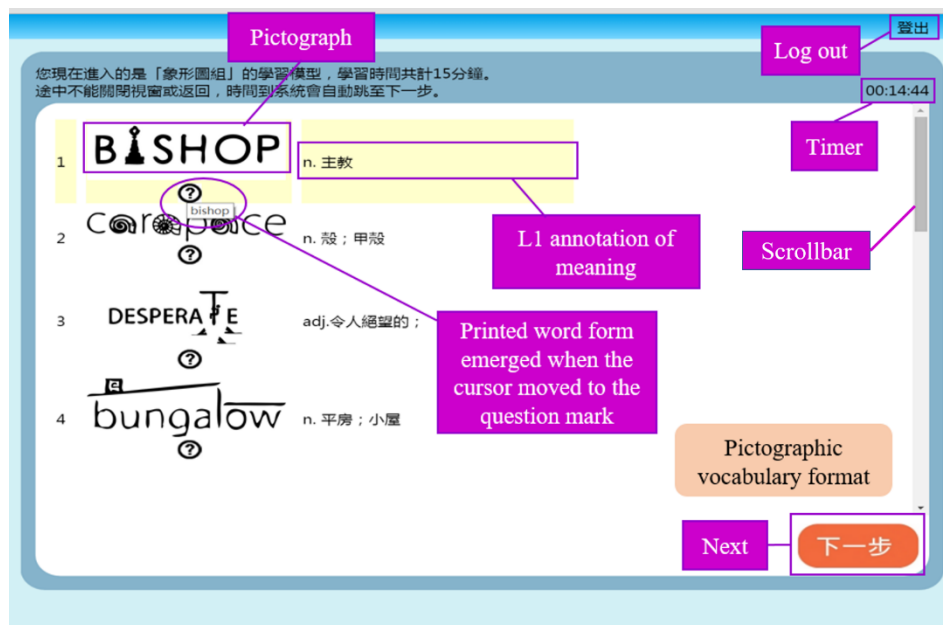 Pictograph
登出
Log out
您現在進入的是「象形圖組」的學習模型，學習時間共計15分鐘。
途中不能關閉視窗或返回，時間到系統會自動跳至下一步。
00:14:44
Timer
1 BISHOP n. 主教
bishop
2 carapace n. 殼；甲殼
L1 annotation of
meaning
Scrollbar
3 DESPERATE adj.令人絕望的；
Printed word form
emerged when the
cursor moved to the
question mark
4 bungalow n. 平房；小屋
Pictographic
vocabulary format
Next
下一步